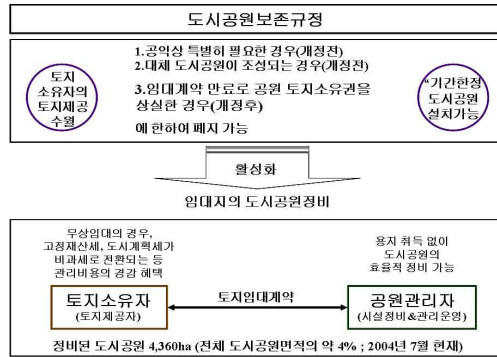 도시공원보존규정
토지
소유자의
토지제공
수월
1.공익상 특별히 필요한 경우(개정전)
2.대체 도시공원이 조성되는 경우(개정전)
3.임대계약 만료로 공원 토지소유권을
상실한 경우(개정후)
에 한하여 폐지 가능
“기간한정
도시공원
설치가능
활성화
임대지의 도시공원정비
무상임대의 경우,
고정재산세, 도시계획세가
비과세로 전환되는 등
관리비용의 경감 혜택
용지 취득 없이
도시공원의
효율적 정비 가능
토지소유자
(토지제공자)
토지임대계약
공원관리자
(시설정비&관리운영)
정비된 도시공원 4,360ha (전체 도시공원면적의 약 4% ; 2004년 7월 현재)